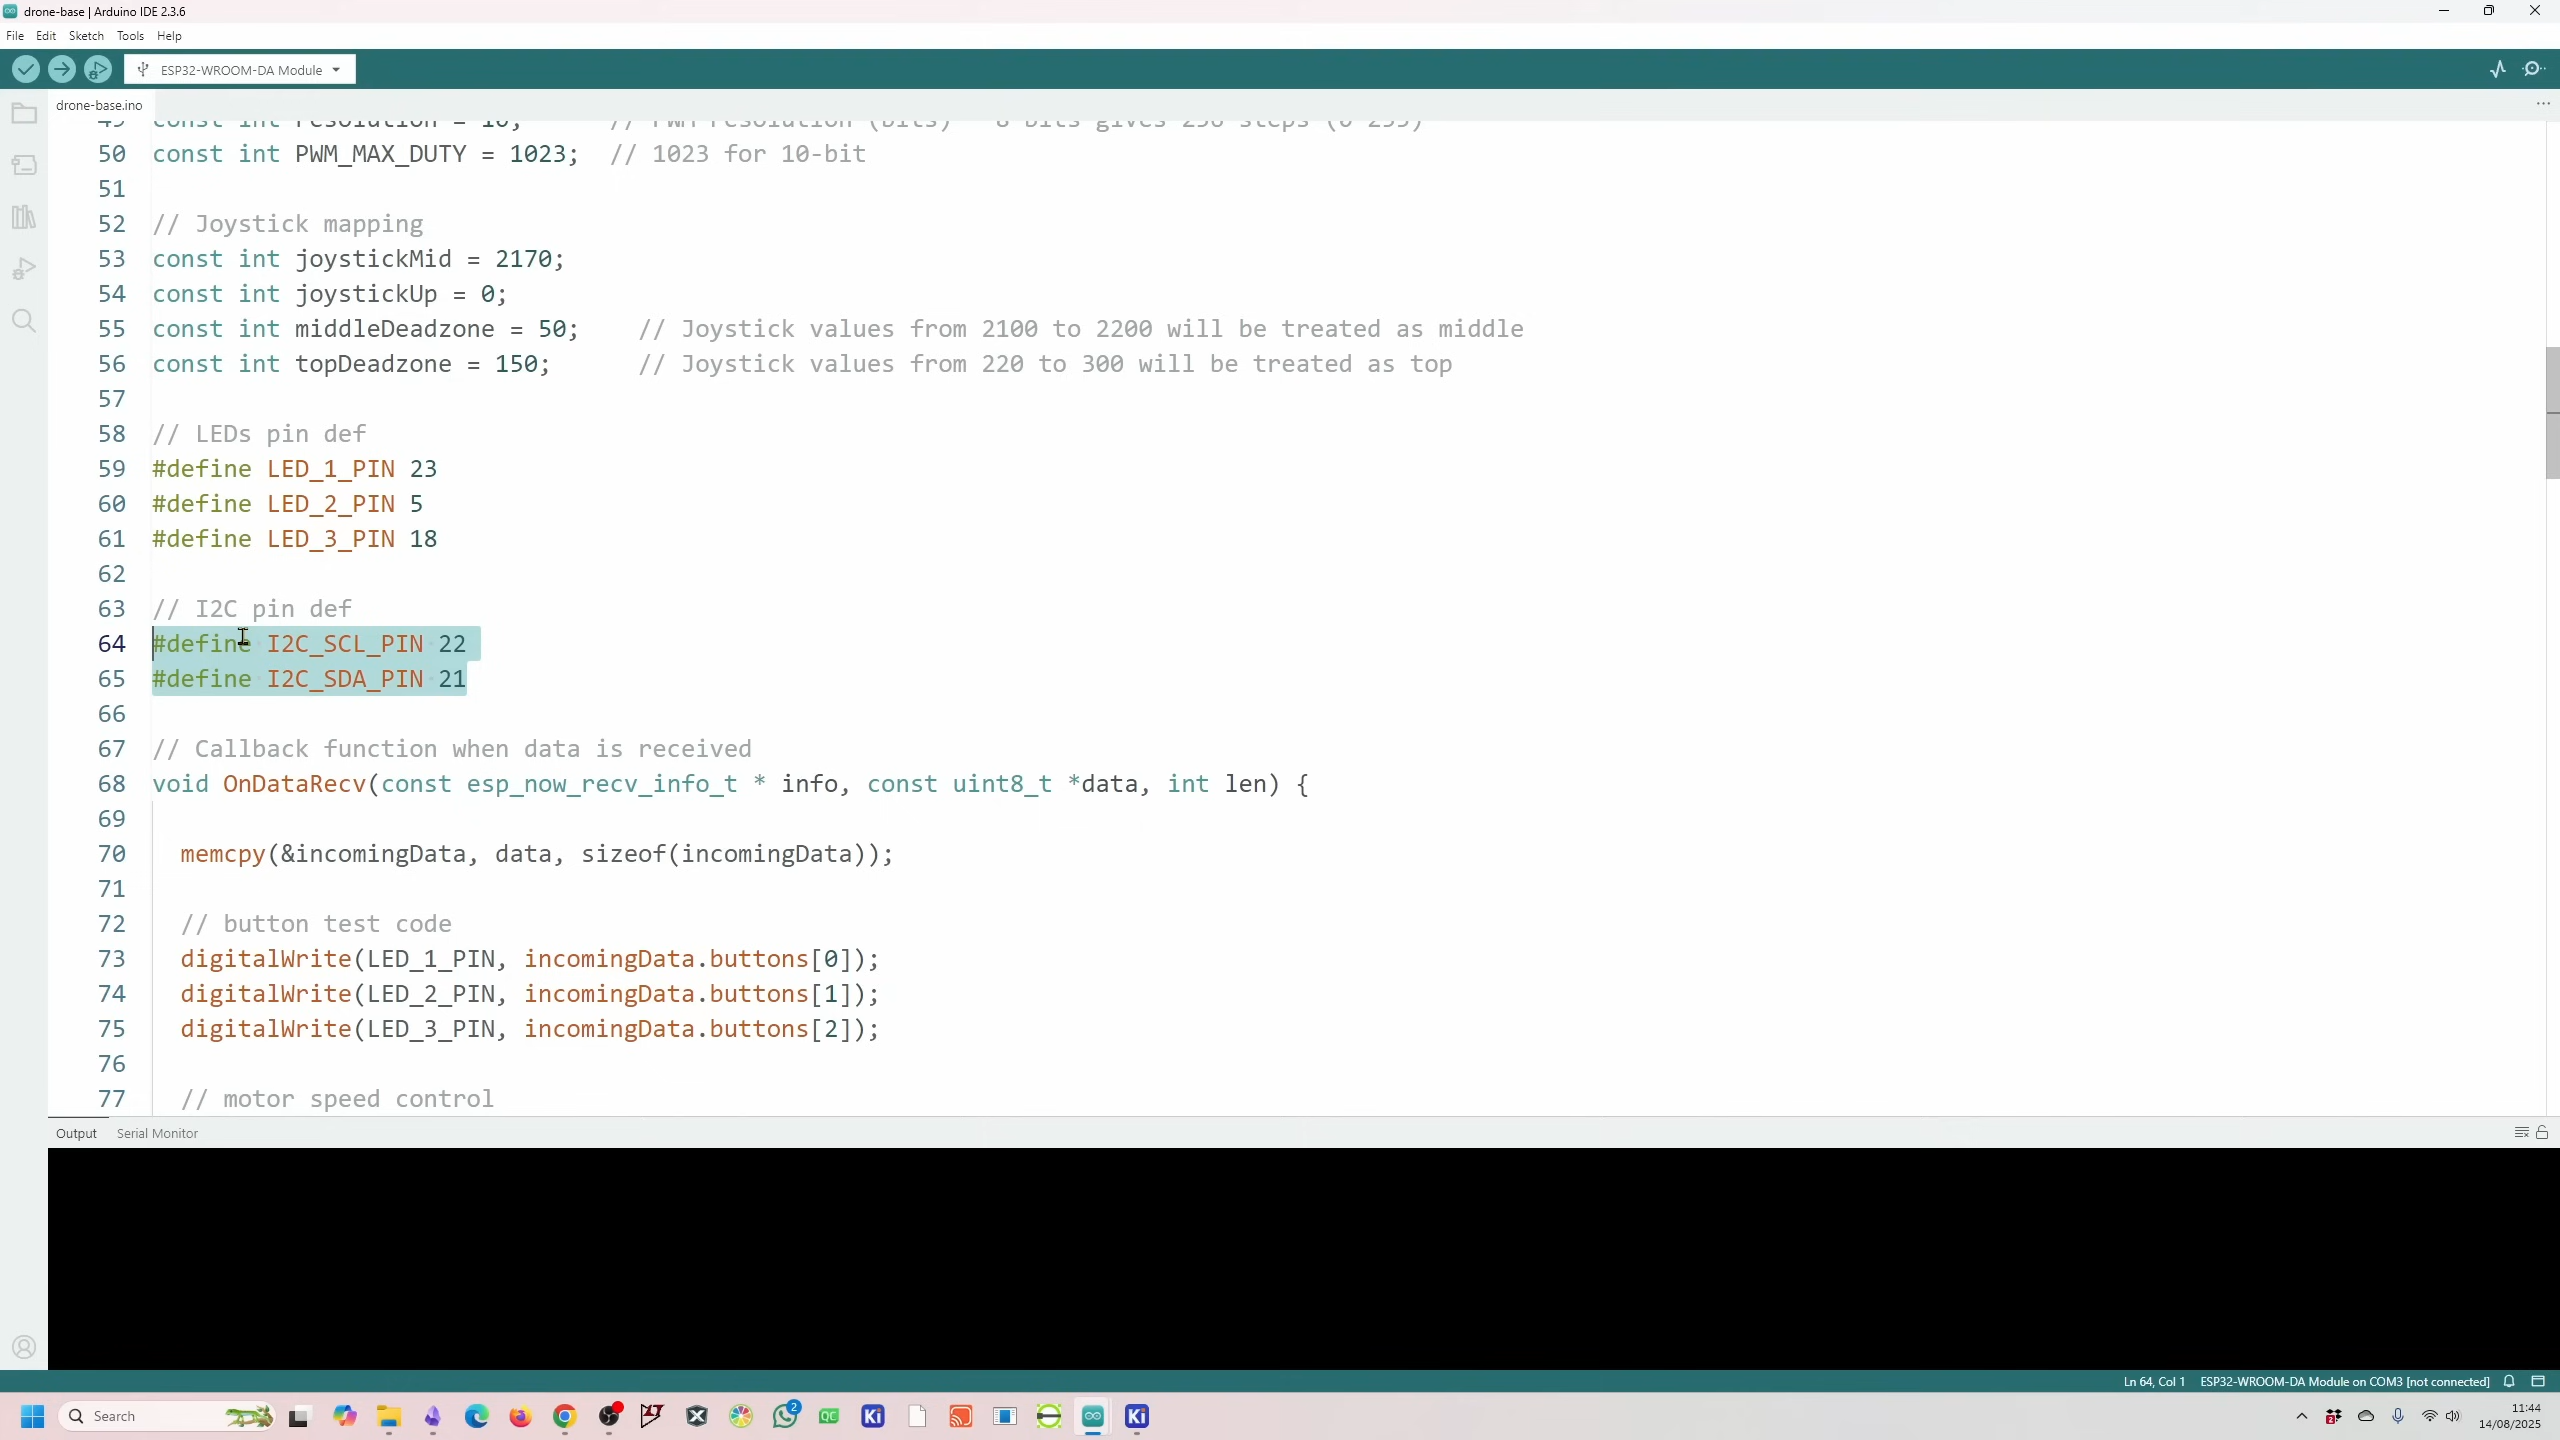 drone-base | Arduino IDE 2.3.6
File Edit Sketch Tools Help
ESP32-WROOM-DA Module
drone-base.ino
49 const int resolution = 10; // PWM resolution (bits) - 8 bits gives 256 steps (0-255)
50 const int PWM_MAX_DUTY = 1023; // 1023 for 10-bit
51
52 // Joystick mapping
53 const int joystickMid = 2170;
54 const int joystickUp = 0;
55 const int middleDeadzone = 50; // Joystick values from 2100 to 2200 will be treated as middle
56 const int topDeadzone = 150; // Joystick values from 220 to 300 will be treated as top
57
58 // LEDs pin def
59 #define LED_1_PIN 23
60 #define LED_2_PIN 5
61 #define LED_3_PIN 18
62
63 // I2C pin def
64 #define I2C_SCL_PIN 22
65 #define I2C_SDA_PIN 21
66
67 // Callback function when data is received
68 void OnDataRecv(const esp_now_recv_info_t * info, const uint8_t *data, int len) {
69
70 memcpy(&incomingData, data, sizeof(incomingData));
71
72 // button test code
73 digitalWrite(LED_1_PIN, incomingData.buttons[0]);
74 digitalWrite(LED_2_PIN, incomingData.buttons[1]);
75 digitalWrite(LED_3_PIN, incomingData.buttons[2]);
76
77 // motor speed control
Output Serial Monitor
Ln 64, Col 1 ESP32-WROOM-DA Module on COM3 [not connected]
Search
2
QC
Ki
Ki
2
11:44
14/08/2025